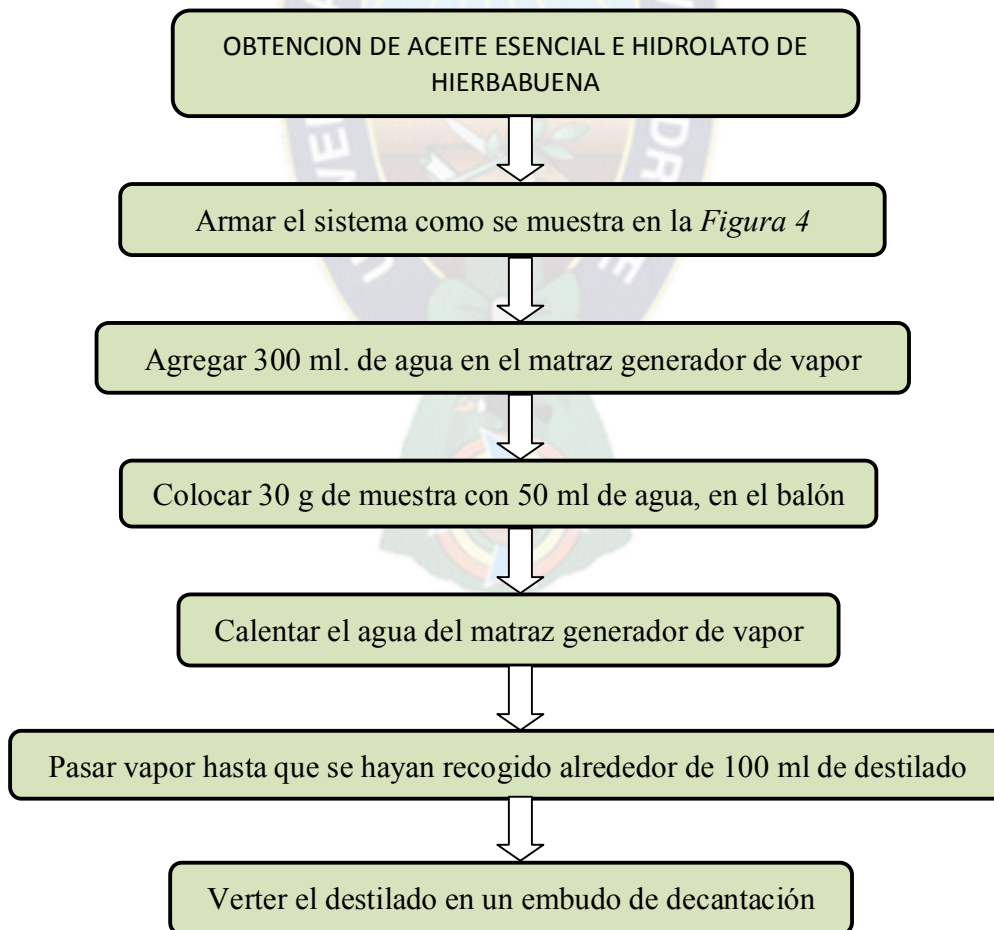 OBTENCION DE ACEITE ESENCIAL E HIDROLATO DE
HIERBABUENA
Armar el sistema como se muestra en la Figura 4
Agregar 300 ml. de agua en el matraz generador de vapor
Colocar 30 g de muestra con 50 ml de agua, en el balón
Calentar el agua del matraz generador de vapor
Pasar vapor hasta que se hayan recogido alrededor de 100 ml de destilado
Verter el destilado en un embudo de decantación